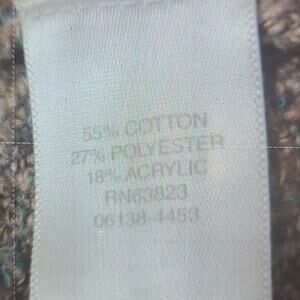 55% COTTON
27% POLYESTER
18% ACRYLIC
RN63823
06138-4453